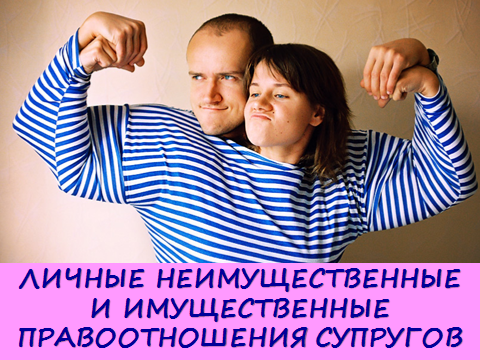 ЛИЧНЫЕ НЕИМУЩЕСТВЕННЫЕ
И ИМУЩЕСТВЕННЫЕ
ПРАВООТНОШЕНИЯ СУПРУГОВ